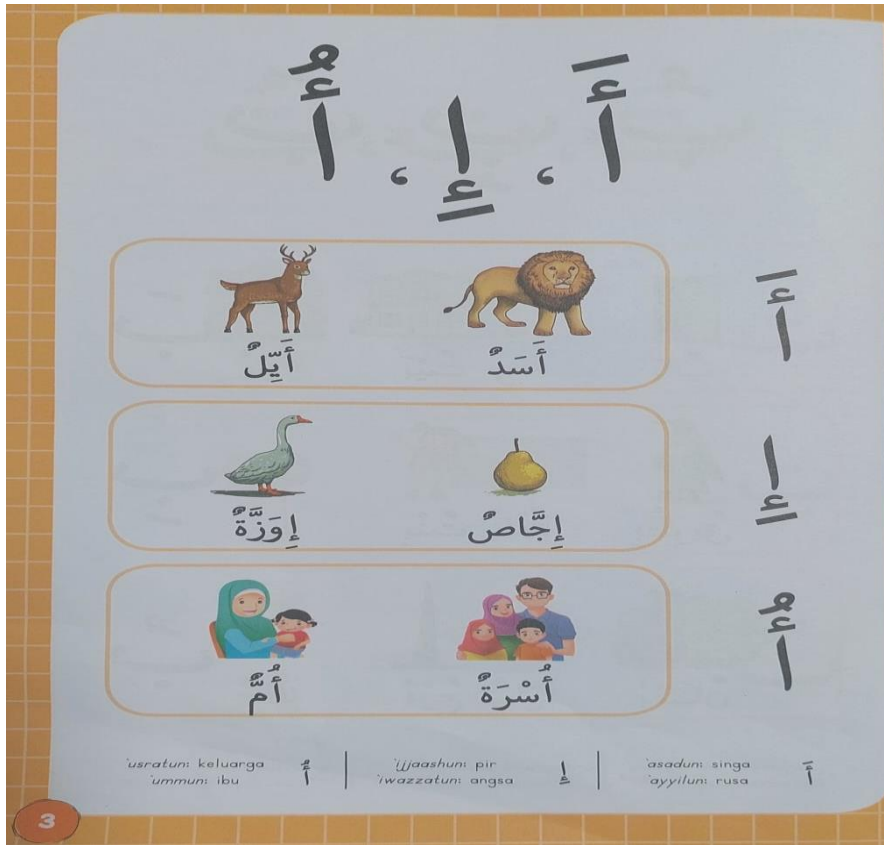 أَ ، إِ ، أُ
أَ
أَسَدٌ أَيِّلٌ
إِ
إِجَّاصٌ إِوَزَّةٌ
أُ
أُسْرَةٌ أُمٌّ
أَ 'asadun: singa
'ayyilun: rusa
إِ 'ijjaashun: pir
'iwazzatun: angsa
أُ 'usratun: keluarga
'ummun: ibu
3